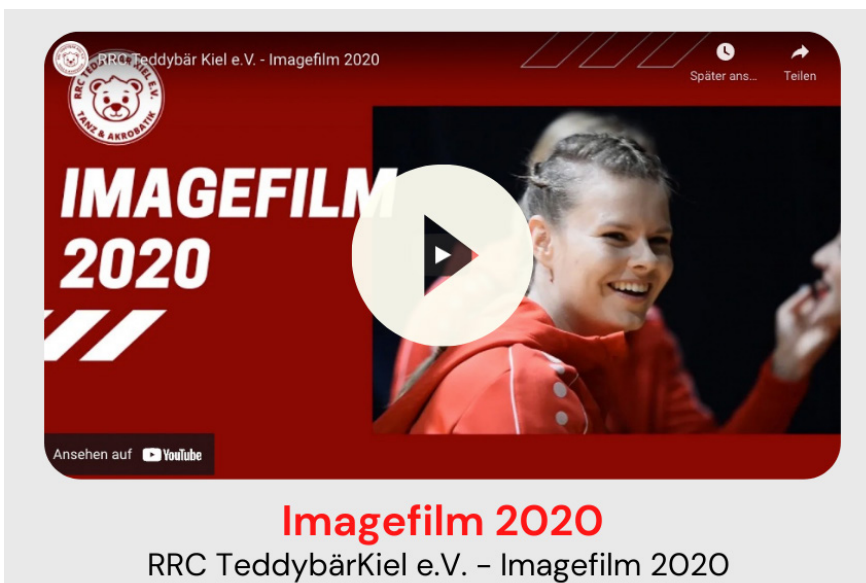 RRC Teddybär Kiel e.V. - Imagefilm 2020
Später ans...
Teilen
RRC TEDDYBÄR KIEL E.V.
TANZ & AKROBATIK
IMAGEFILM
2020
Ansehen auf YouTube
Imagefilm 2020
RRC TeddybärKiel e.V. – Imagefilm 2020